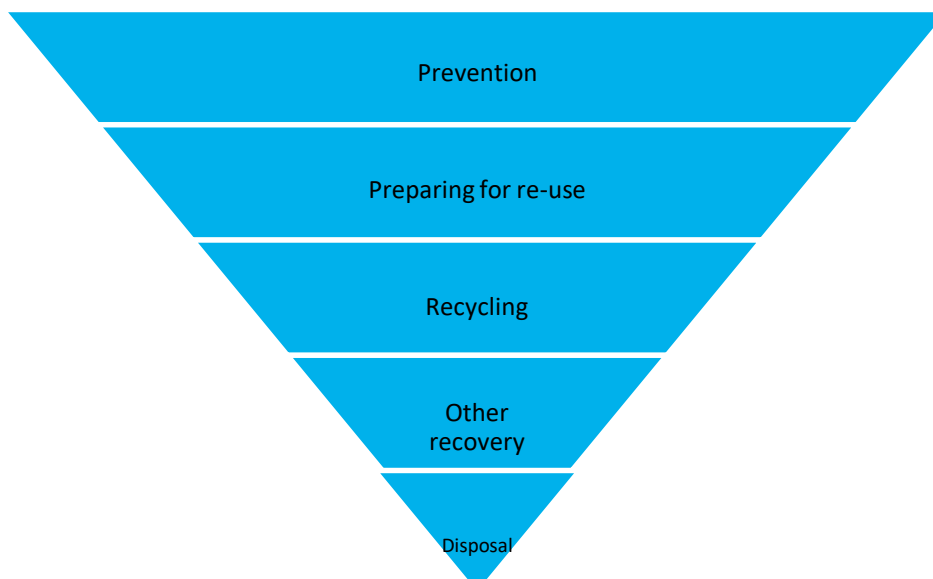 Prevention
Preparing for re-use
Recycling
Other
recovery
Disposal